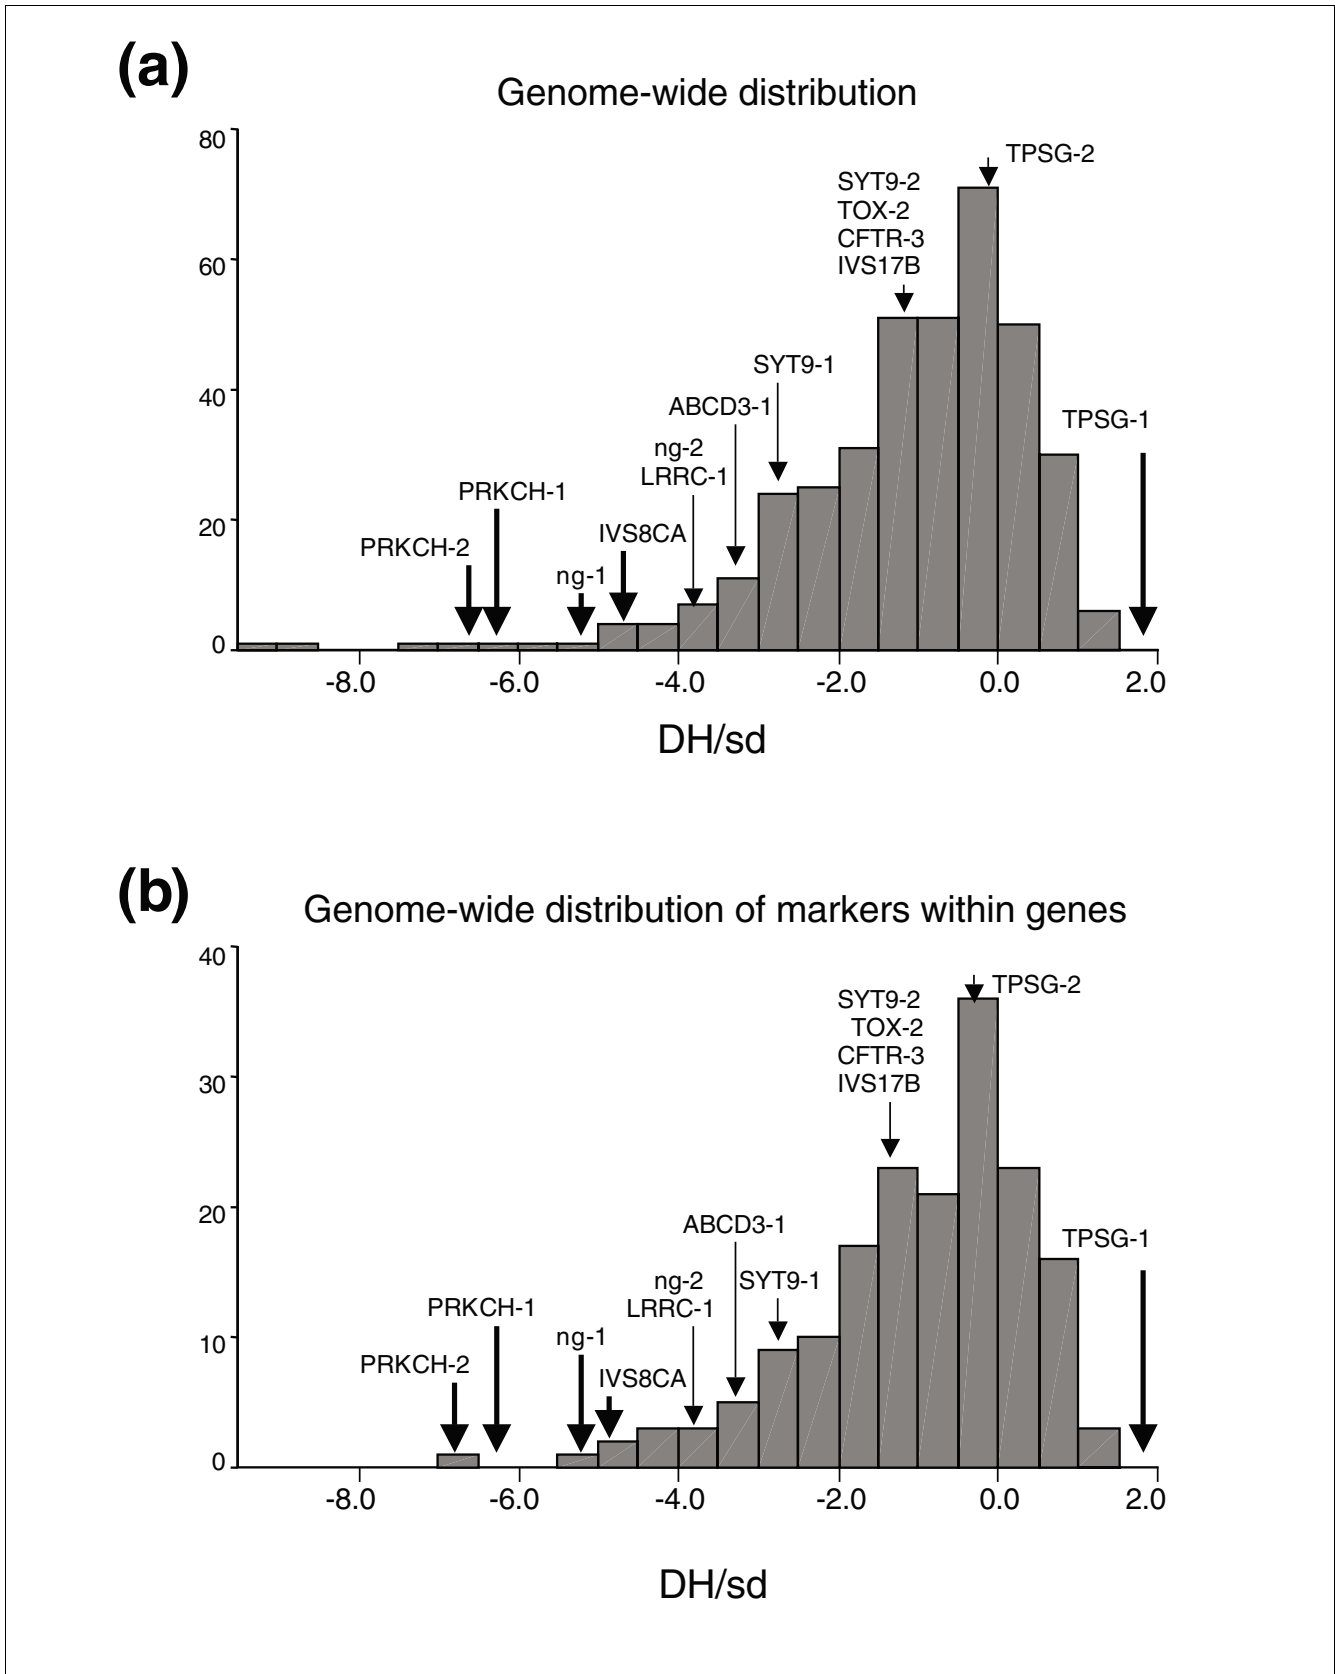 (a)
Genome-wide distribution
80
60
40
20
0
TPSG-2
SYT9-2
TOX-2
CFTR-3
IVS17B
SYT9-1
ABCD3-1
TPSG-1
ng-2
LRRC-1
PRKCH-1
IVS8CA
PRKCH-2
ng-1
-8.0 -6.0 -4.0 -2.0 0.0 2.0
DH/sd
(b)
Genome-wide distribution of markers within genes
40
30
20
10
0
TPSG-2
SYT9-2
TOX-2
CFTR-3
IVS17B
ABCD3-1
TPSG-1
ng-2
SYT9-1
LRRC-1
PRKCH-1
ng-1
PRKCH-2
IVS8CA
-8.0 -6.0 -4.0 -2.0 0.0 2.0
DH/sd